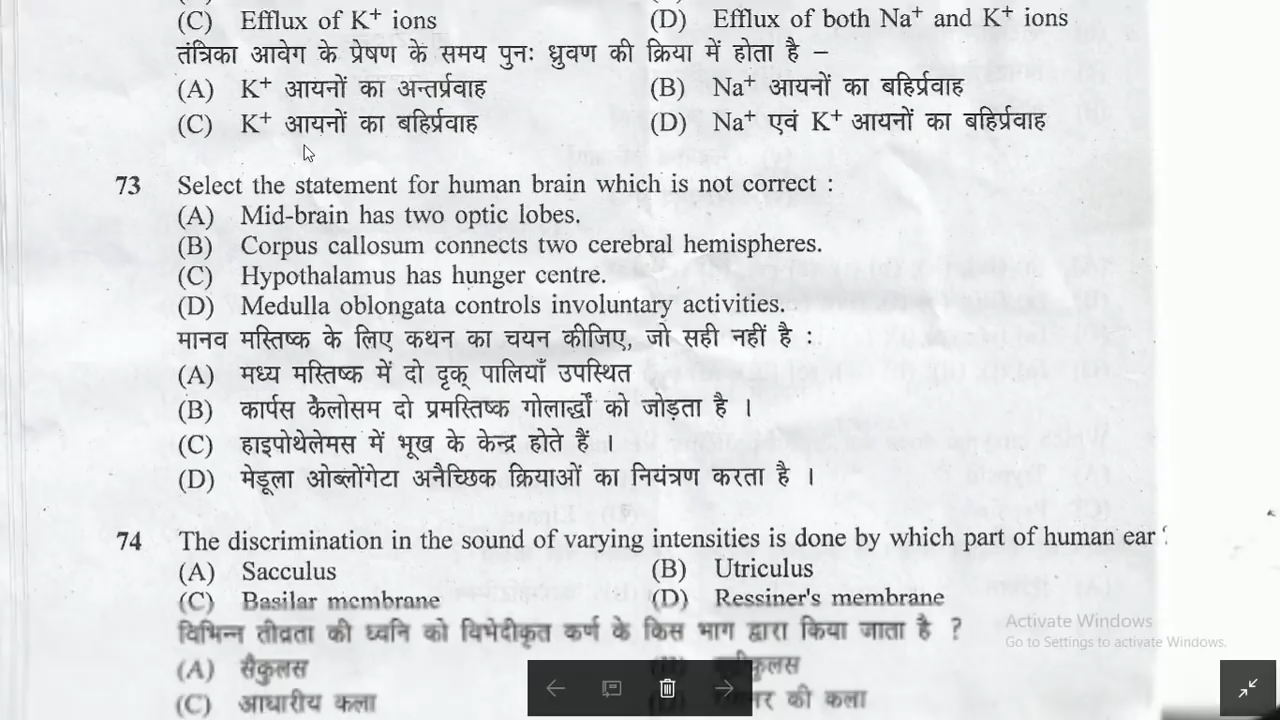 (C) Efflux of K⁺ ions (D) Efflux of both Na⁺ and K⁺ ions
तंत्रिका आवेग के प्रेषण के समय पुनः ध्रुवण की क्रिया में होता है –
(A) K⁺ आयनों का अन्तर्प्रवाह (B) Na⁺ आयनों का बहिर्प्रवाह
(C) K⁺ आयनों का बहिर्प्रवाह (D) Na⁺ एवं K⁺ आयनों का बहिर्प्रवाह
73 Select the statement for human brain which is not correct :
(A) Mid-brain has two optic lobes.
(B) Corpus callosum connects two cerebral hemispheres.
(C) Hypothalamus has hunger centre.
(D) Medulla oblongata controls involuntary activities.
मानव मस्तिष्क के लिए कथन का चयन कीजिए, जो सही नहीं है :
(A) मध्य मस्तिष्क में दो दृक् पालियाँ उपस्थित
(B) कार्पस कैलोसम दो प्रमस्तिष्क गोलार्द्धों को जोड़ता है ।
(C) हाइपोथेलेमस में भूख के केन्द्र होते हैं ।
(D) मेडूला ओब्लोंगेटा अनैच्छिक क्रियाओं का नियंत्रण करता है ।
74 The discrimination in the sound of varying intensities is done by which part of human ear ?
(A) Sacculus (B) Utriculus
(C) Basilar membrane (D) Ressiner's membrane
विभिन्न तीव्रता की ध्वनि को विभेदीकृत कर्ण के किस भाग द्वारा किया जाता है ?
(A) सैकुलस
(C) आधारीय कला की कला
Activate Windows
Go to Settings to activate Windows.